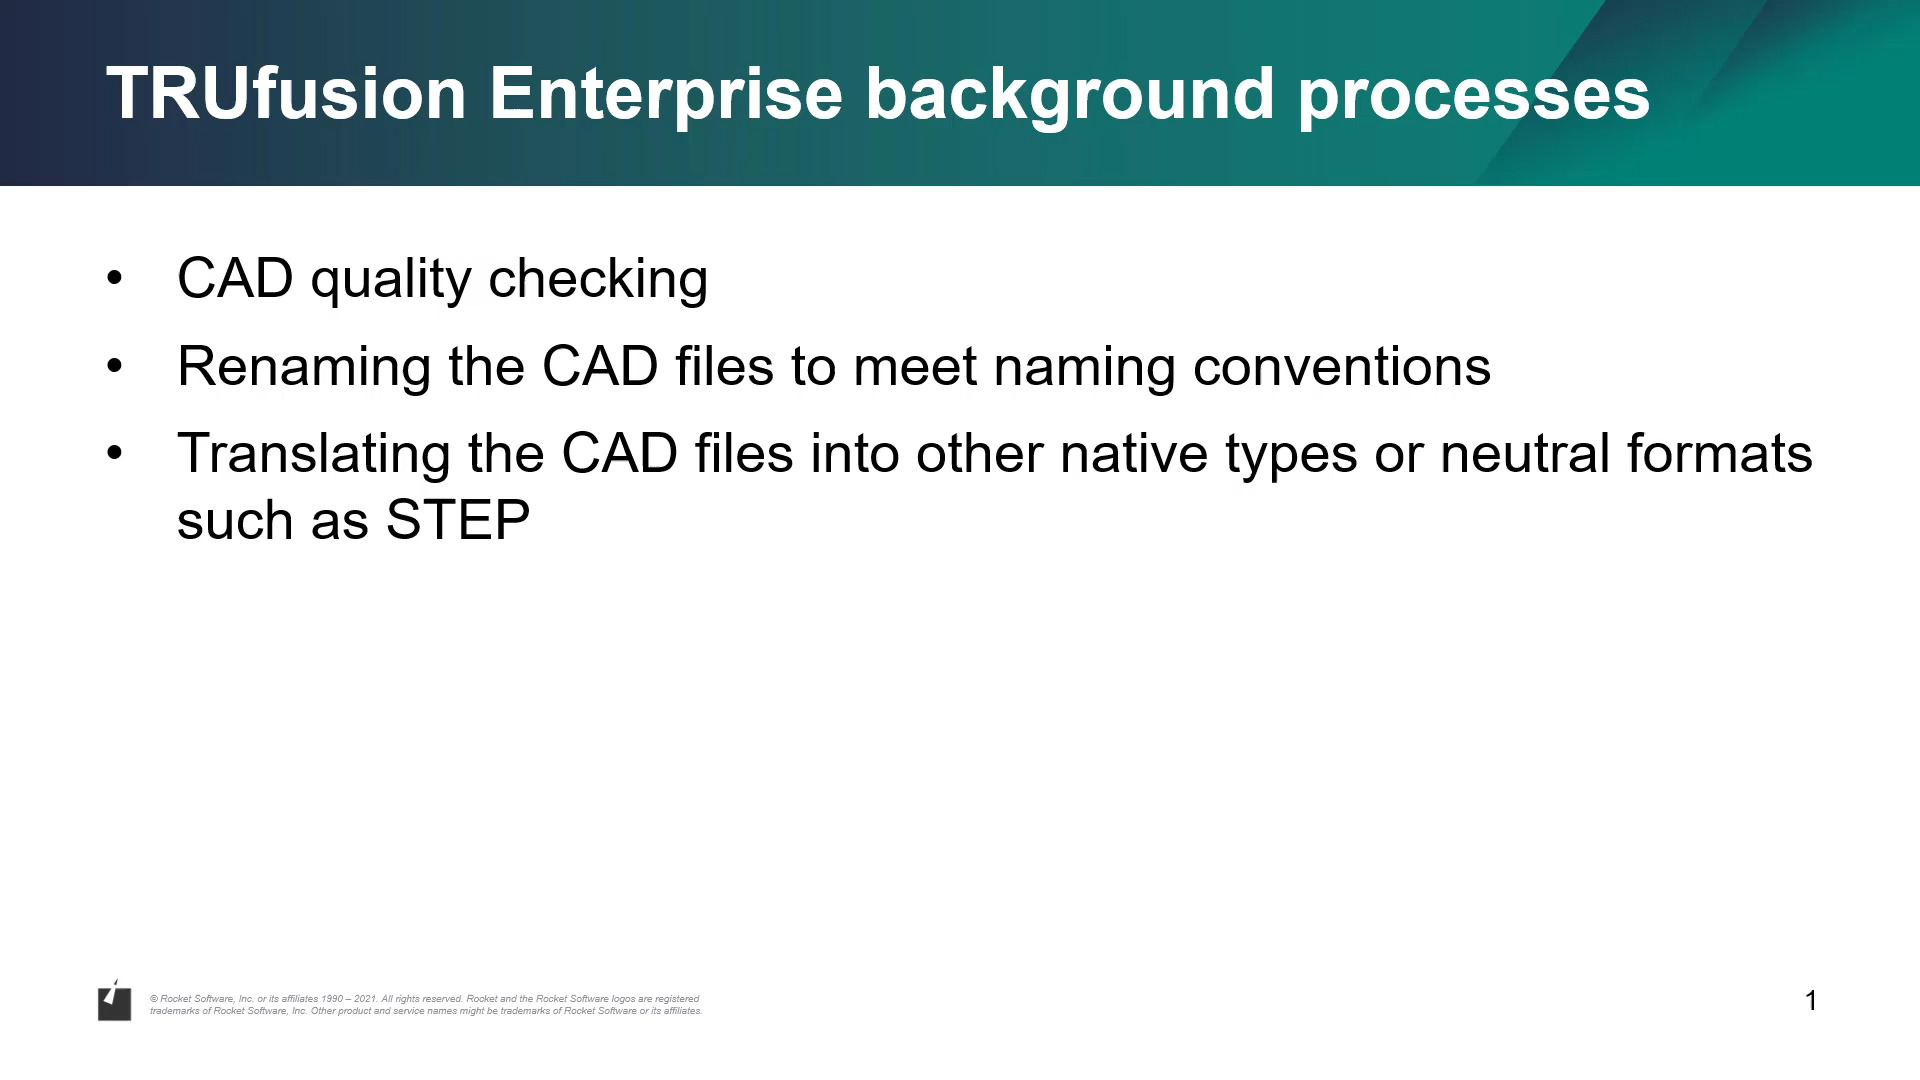 TRUfusion Enterprise background processes
• CAD quality checking
• Renaming the CAD files to meet naming conventions
• Translating the CAD files into other native types or neutral formats
such as STEP
© Rocket Software, Inc. or its affiliates 1990 – 2021. All rights reserved. Rocket and the Rocket Software logos are registered
trademarks of Rocket Software, Inc. Other product and service names might be trademarks of Rocket Software or its affiliates.
1